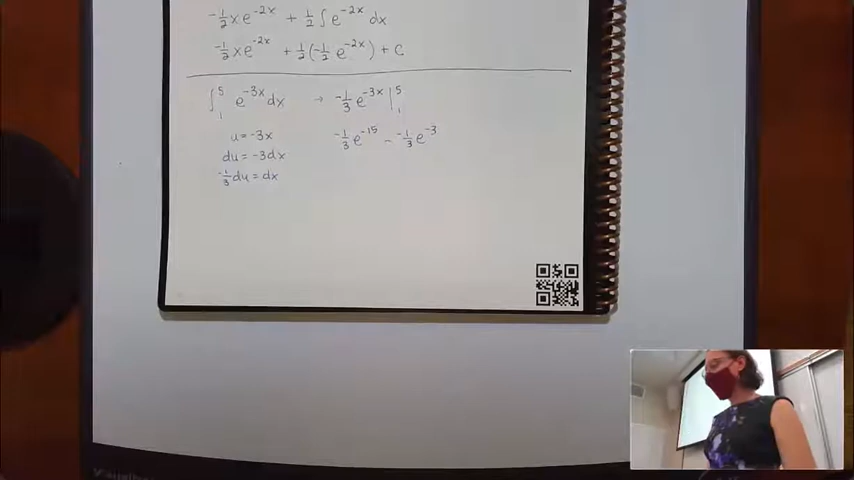 -½xe^{-2x} + ½∫e^{-2x} dx
-½xe^{-2x} + ½(-½e^{-2x}) + C
∫₁⁵ e^{-3x}dx → -⅓e^{-3x}|₁⁵
u = -3x
-⅓e^{-15} - -⅓e^{-3}
du = -3dx
-⅓du = dx